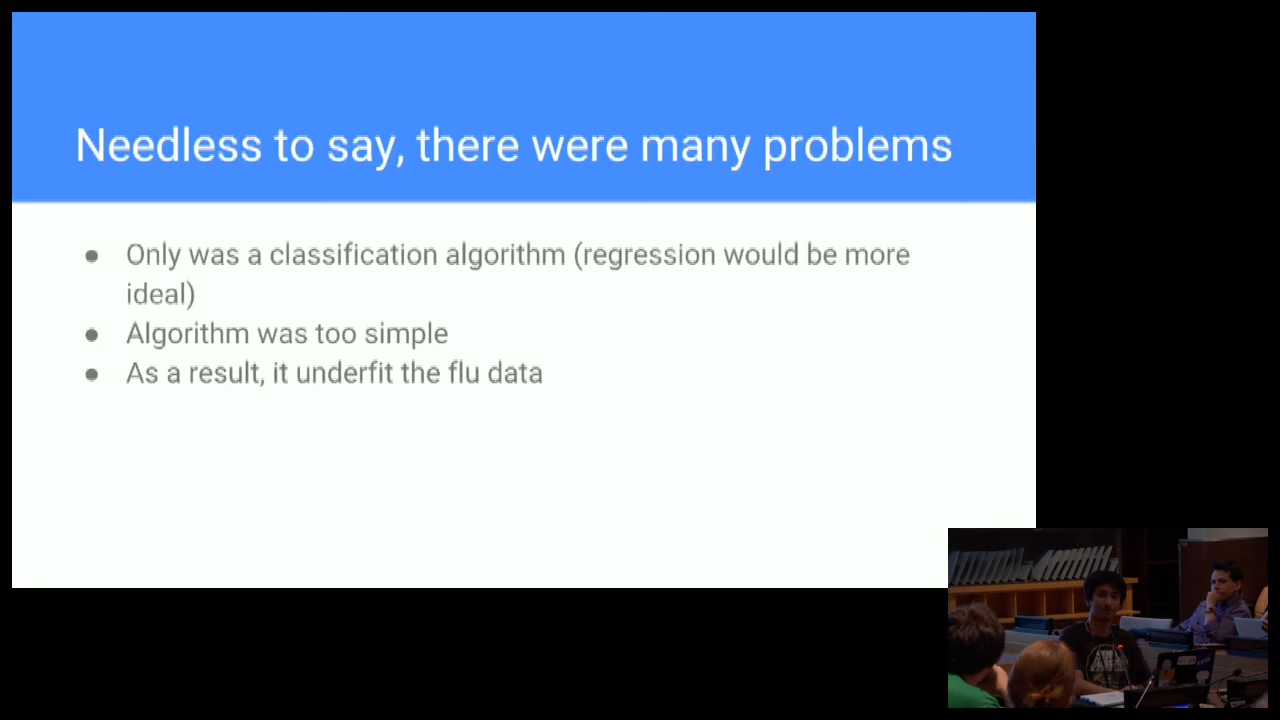 Needless to say, there were many problems
● Only was a classification algorithm (regression would be more
ideal)
● Algorithm was too simple
● As a result, it underfit the flu data